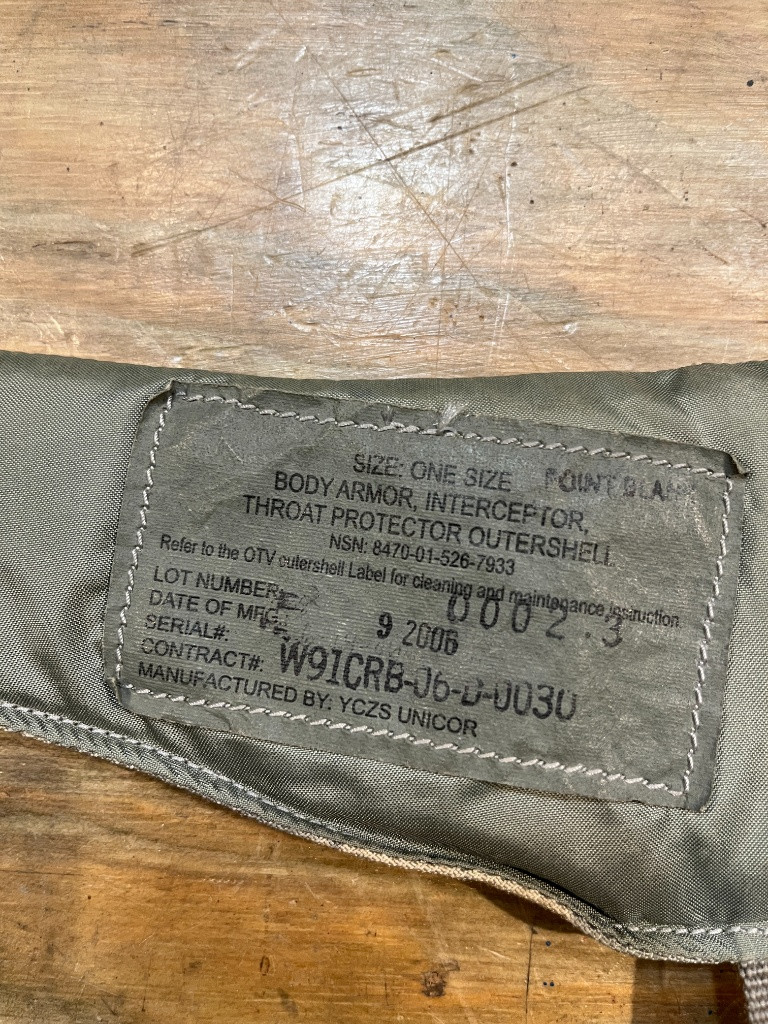 SIZE: ONE SIZE POINT BLANK
BODY ARMOR, INTERCEPTOR,
THROAT PROTECTOR OUTERSHELL
NSN: 8470-01-526-7933
Refer to the OTV outershell Label for cleaning and maintenance instruction
LOT NUMBER: 0002.3
DATE OF MFG: 9 2006
SERIAL#:
CONTRACT#: W91CRB-06-D-0030
MANUFACTURED BY: YCZS UNICOR